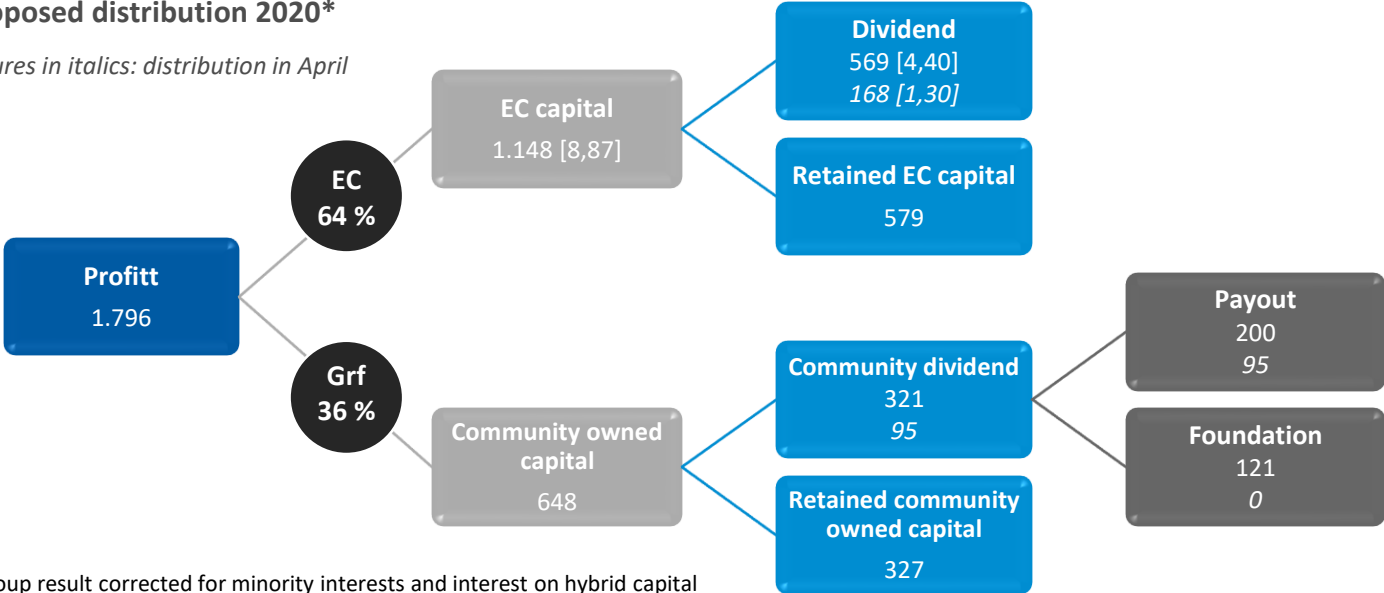 oposed distribution 2020*
ures in italics: distribution in April
Dividend
569 [4,40]
168 [1,30]
EC capital
1.148 [8,87]
EC
64 %
Retained EC capital
579
Profitt
1.796
Payout
200
95
Grf
36 %
Community dividend
321
95
Community owned
capital
648
Foundation
121
0
Retained community
owned capital
327
oup result corrected for minority interests and interest on hybrid capital